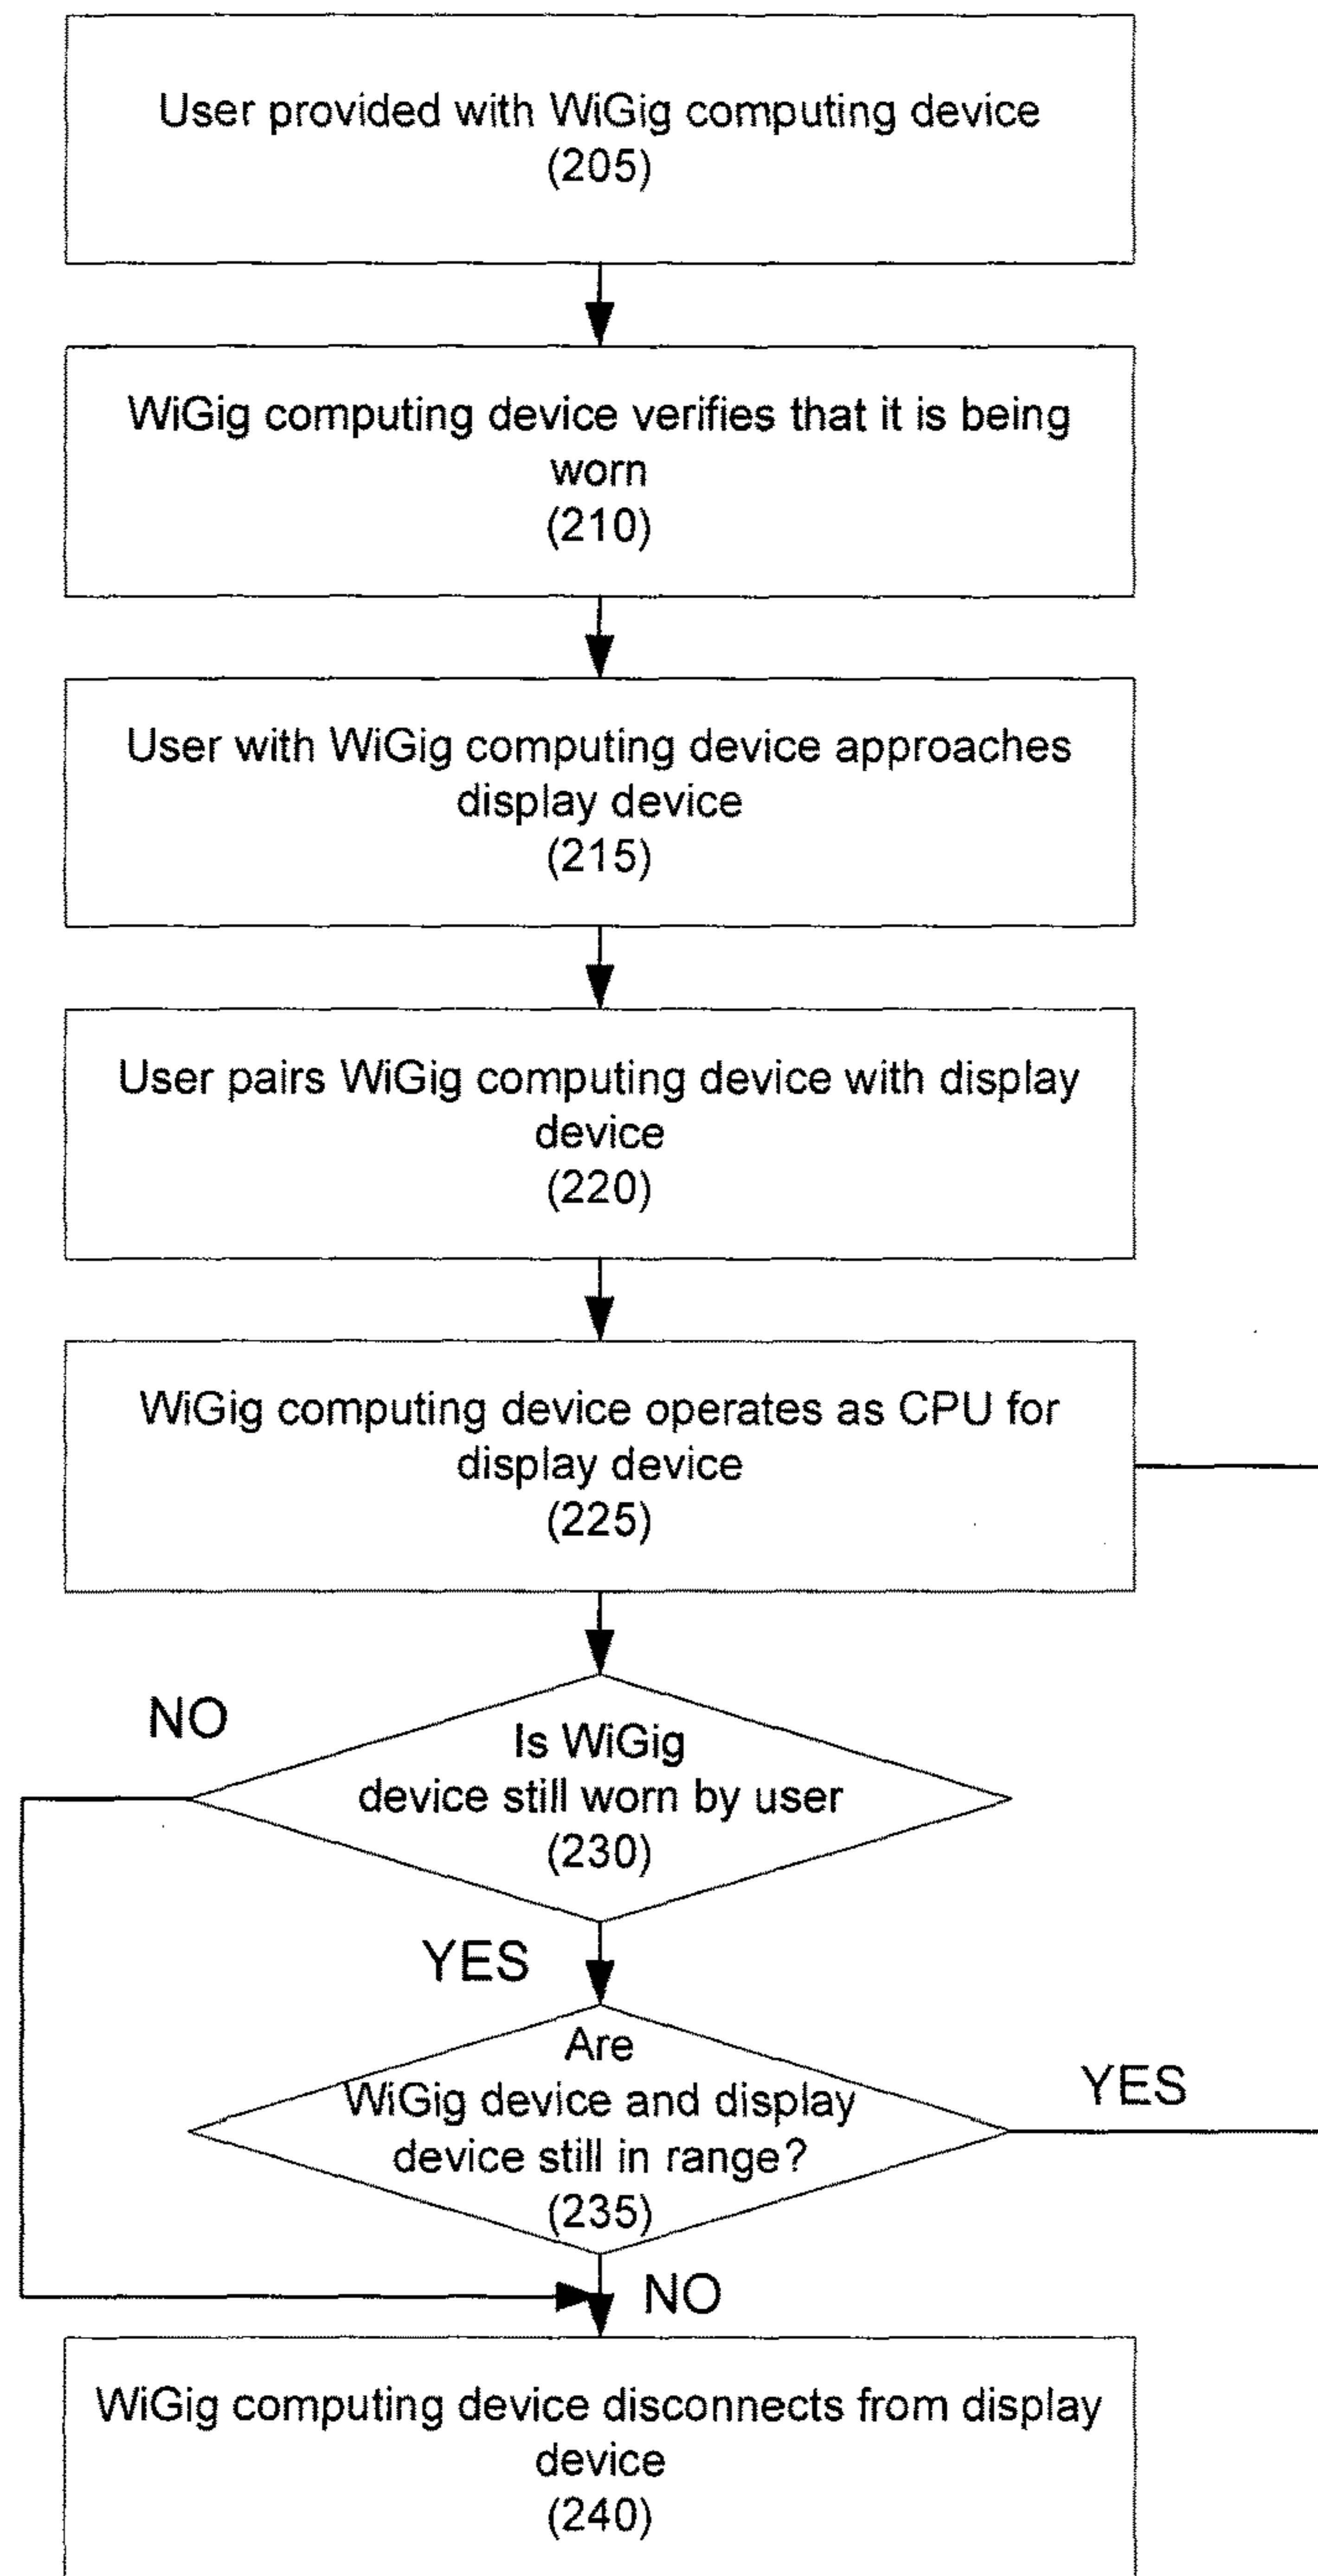 User provided with WiGig computing device
(205)
WiGig computing device verifies that it is being
worn
(210)
User with WiGig computing device approaches
display device
(215)
User pairs WiGig computing device with display
device
(220)
WiGig computing device operates as CPU for
display device
(225)
NO
Is WiGig
device still worn by user
(230)
YES
Are
WiGig device and display
device still in range?
(235)
YES
NO
WiGig computing device disconnects from display
device
(240)